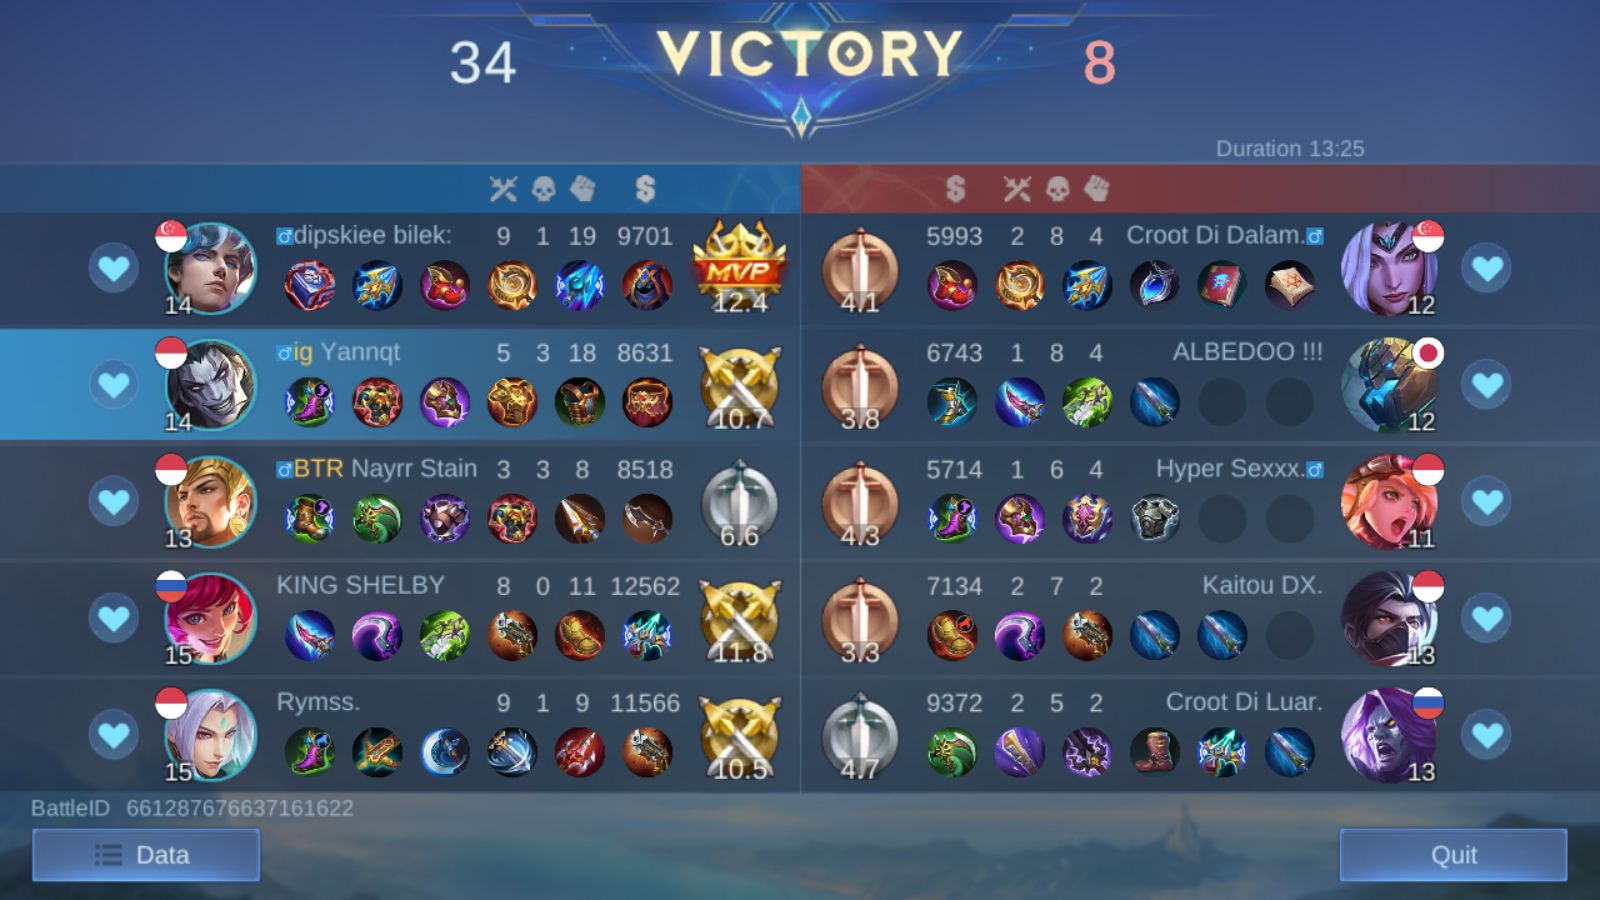 34 VICTORY 8
Duration 13:25
dipskiee bilek: 9 1 19 9701 MVP 12.4 14
4.1 5993 2 8 4 Croot Di Dalam. 12
ig Yannqt 5 3 18 8631 10.7 14
3.8 6743 1 8 4 ALBEDOO !!! 12
BTR Nayrr Stain 3 3 8 8518 6.6 13
4.3 5714 1 6 4 Hyper Sexxx. 11
KING SHELBY 8 0 11 12562 11.8 15
3.3 7134 2 7 2 Kaitou DX. 13
Rymss. 9 1 9 11566 10.5 15
4.7 9372 2 5 2 Croot Di Luar. 13
BattleID 661287676637161622
Data
Quit